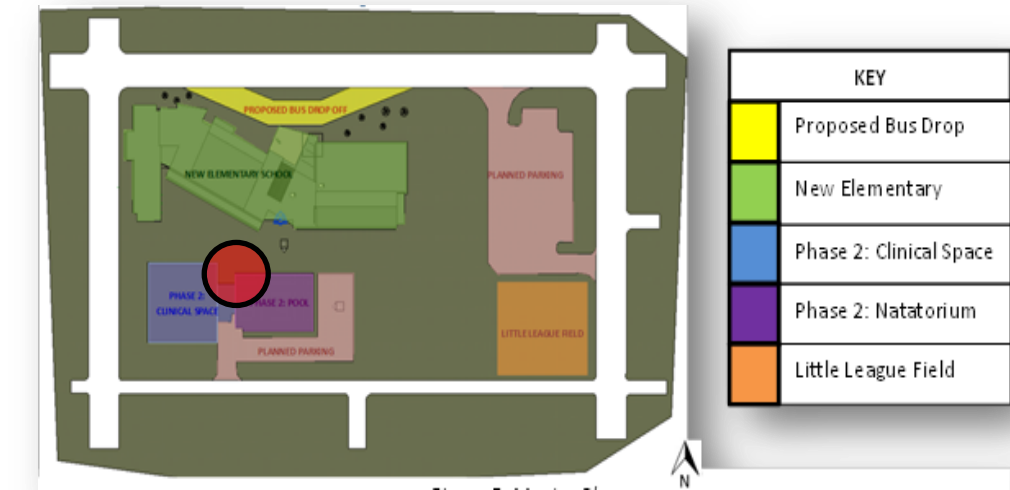 PROPOSED BUS DROP OFF
NEW ELEMENTARY SCHOOL
PLANNED PARKING
PHASE 2:
CLINICAL SPACE
PHASE 2: POOL
PLANNED PARKING
LITTLE LEAGUE FIELD
N
KEY
Proposed Bus Drop
New Elementary
Phase 2: Clinical Space
Phase 2: Natatorium
Little League Field